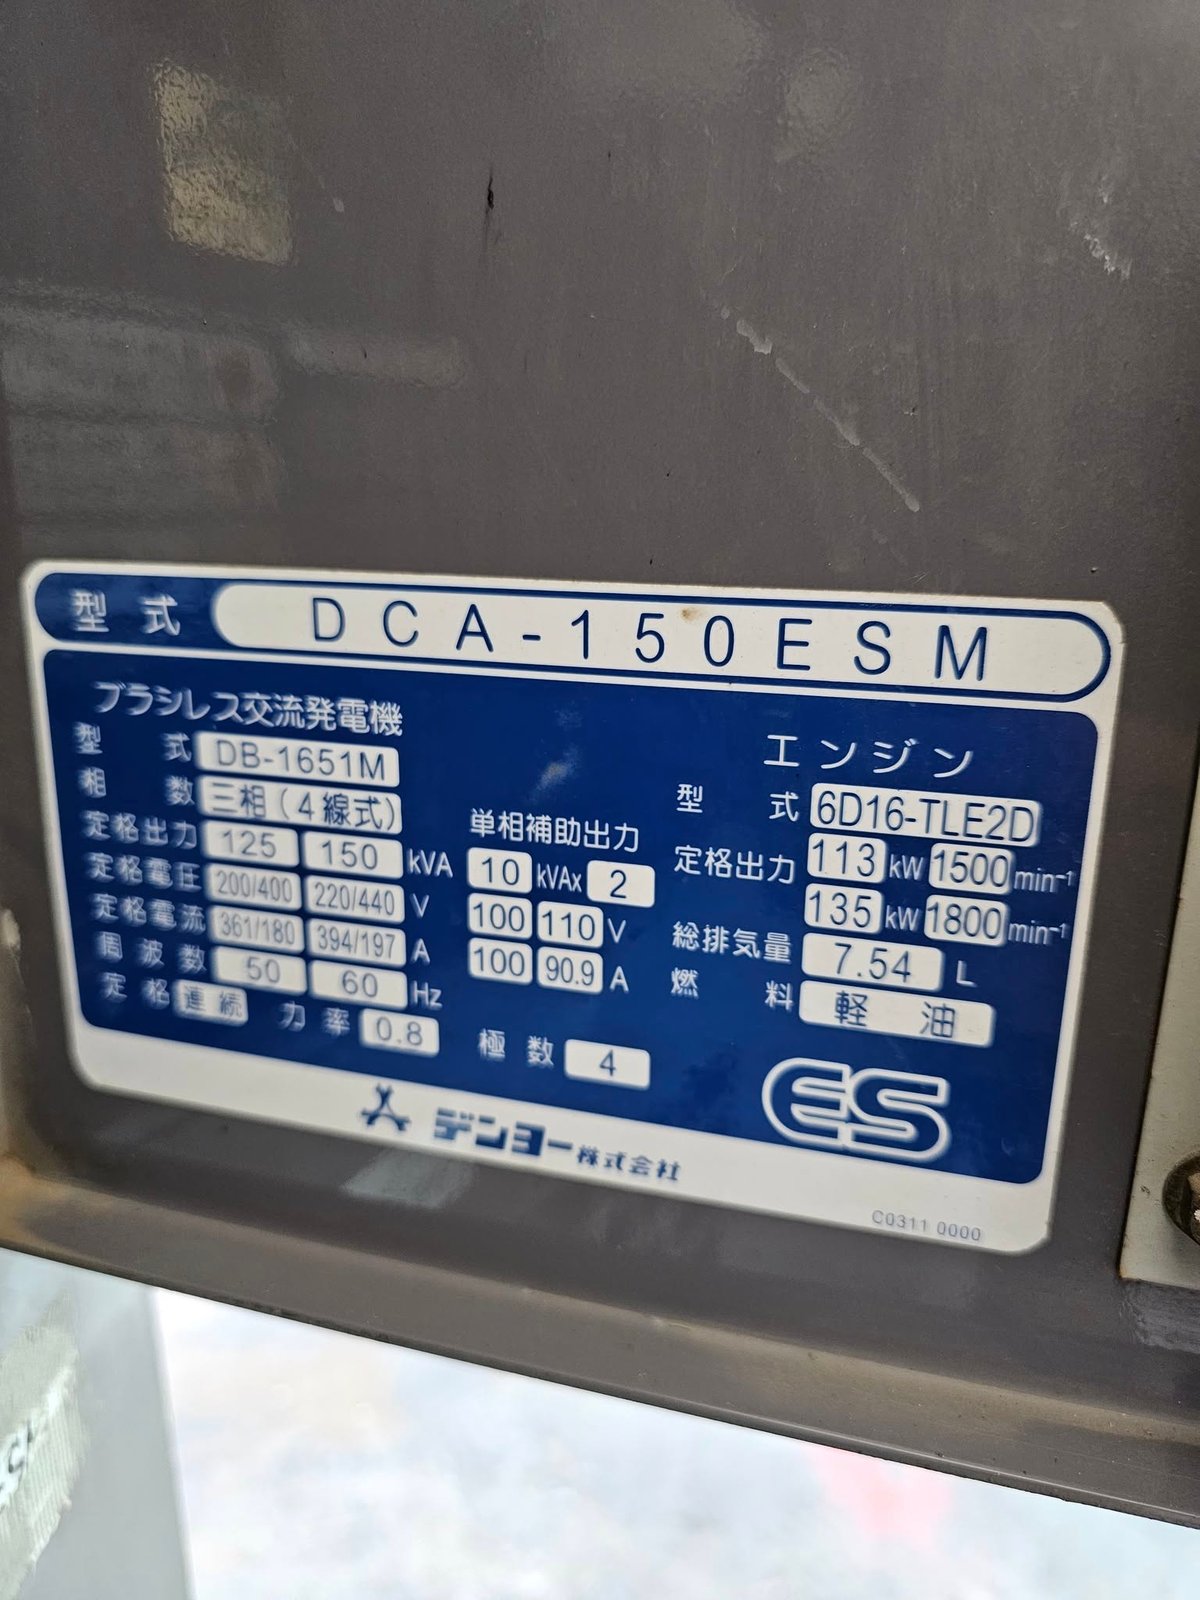 型式 DCA-150ESM
ブラシレス交流発電機
型式 DB-1651M
相数 三相(4線式)
定格出力 125 150 kVA
定格電圧 200/400 220/440 V
定格電流 361/180 394/197 A
周波数 50 60 Hz
定格 連続 力率 0.8
単相補助出力
10 kVAx 2
100 110 V
100 90.9 A
極数 4
エンジン
型式 6D16-TLE2D
定格出力 113 kW 1500 min⁻¹
135 kW 1800 min⁻¹
総排気量 7.54 L
燃料 軽油
ES
デンヨー株式会社
C0311 0000